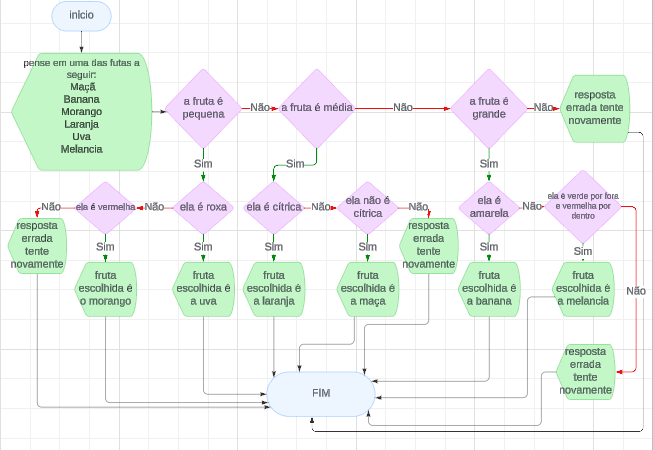 início
pense em uma das futas a
seguir:
Maçã
Banana
Morango
Laranja
Uva
Melancia
a fruta é
pequena
Não
a fruta é média
Não
a fruta é
grande
Não
resposta
errada tente
novamente
Sim
Sim
Sim
Não
ela é vermelha
Não
ela é roxa
ela é cítrica
Não
ela não é
cítrica
Não
ela é
amarela
Não
ela é verde por fora
e vermelha por
dentro
resposta
errada
tente
novamente
Sim
Sim
Sim
Sim
resposta
errada
tente
novamente
Sim
Sim
Não
fruta
escolhida é
o morango
fruta
escolhida é
a uva
fruta
escolhida é
a laranja
fruta
escolhida é
a maça
fruta
escolhida é
a banana
fruta
escolhida é
a melancia
resposta
errada
tente
novamente
FIM